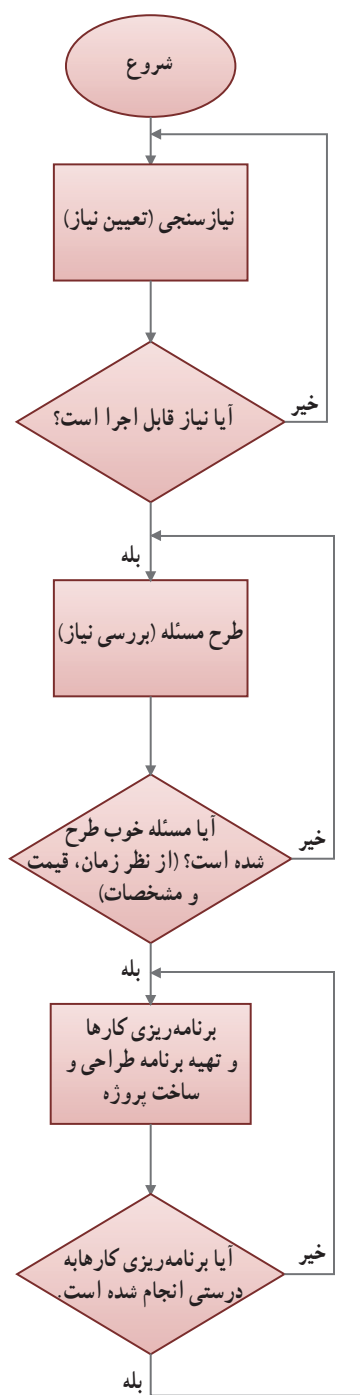 شروع
نیازسنجی (تعیین نیاز)
آیا نیاز قابل اجرا است؟
خیر
بله
طرح مسئله (بررسی نیاز)
آیا مسئله خوب طرح
شده است؟ (از نظر زمان، قیمت
و مشخصات)
خیر
بله
برنامه‌ریزی کارها
و تهیه برنامه طراحی و
ساخت پروژه
آیا برنامه‌ریزی کارهابه
درستی انجام شده است.
خیر
بله